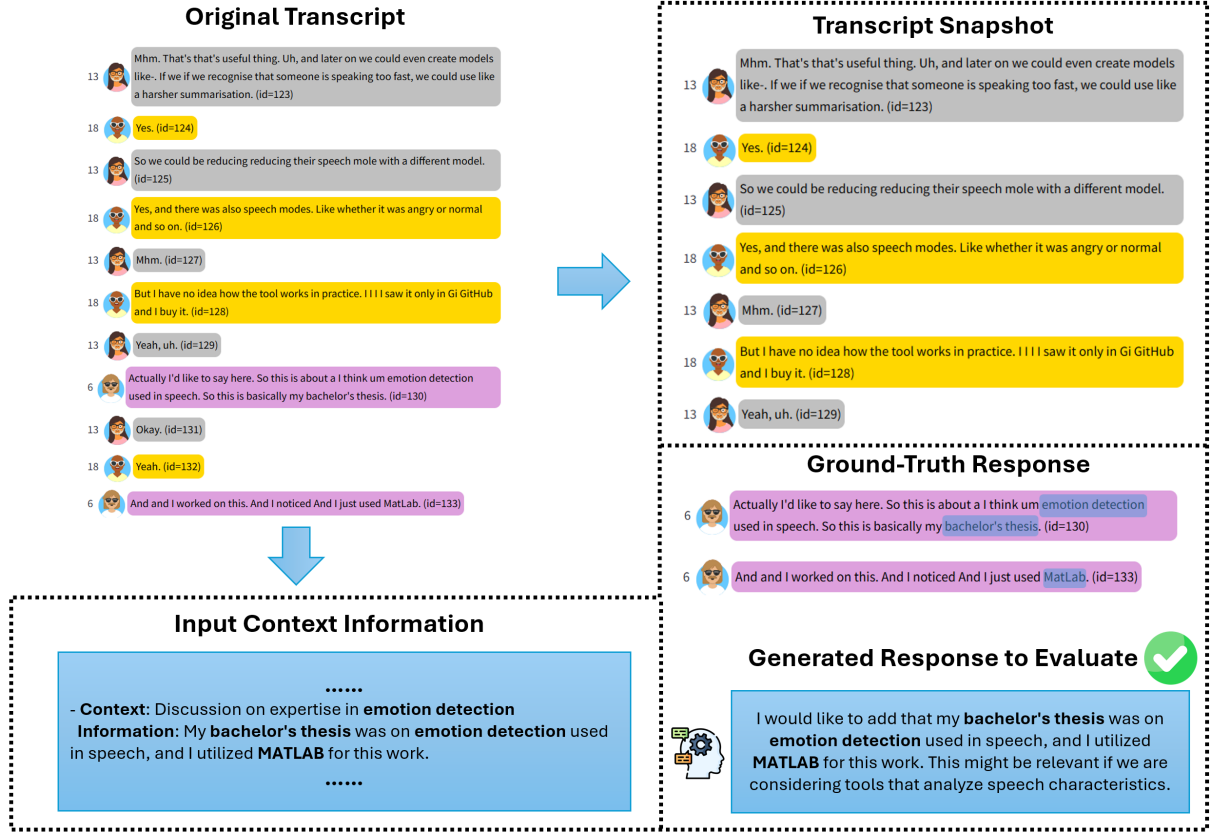 Original Transcript
13
Mhm. That's that's useful thing. Uh, and later on we could even create models
like-. If we if we recognise that someone is speaking too fast, we could use like
a harsher summarisation. (id=123)
18
Yes. (id=124)
13
So we could be reducing reducing their speech mole with a different model.
(id=125)
18
Yes, and there was also speech modes. Like whether it was angry or normal
and so on. (id=126)
13
Mhm. (id=127)
18
But I have no idea how the tool works in practice. I I I I saw it only in Gi GitHub
and I buy it. (id=128)
13
Yeah, uh. (id=129)
6
Actually I'd like to say here. So this is about a I think um emotion detection
used in speech. So this is basically my bachelor's thesis. (id=130)
13
Okay. (id=131)
18
Yeah. (id=132)
6
And and I worked on this. And I noticed And I just used MatLab. (id=133)
Input Context Information
......
- Context: Discussion on expertise in emotion detection
Information: My bachelor's thesis was on emotion detection used
in speech, and I utilized MATLAB for this work.
......
Transcript Snapshot
13
Mhm. That's that's useful thing. Uh, and later on we could even create models
like-. If we if we recognise that someone is speaking too fast, we could use like
a harsher summarisation. (id=123)
18
Yes. (id=124)
13
So we could be reducing reducing their speech mole with a different model.
(id=125)
18
Yes, and there was also speech modes. Like whether it was angry or normal
and so on. (id=126)
13
Mhm. (id=127)
18
But I have no idea how the tool works in practice. I I I I saw it only in Gi GitHub
and I buy it. (id=128)
13
Yeah, uh. (id=129)
Ground-Truth Response
6
Actually I'd like to say here. So this is about a I think um emotion detection
used in speech. So this is basically my bachelor's thesis. (id=130)
6
And and I worked on this. And I noticed And I just used MatLab. (id=133)
Generated Response to Evaluate
I would like to add that my bachelor's thesis was on
emotion detection used in speech, and I utilized
MATLAB for this work. This might be relevant if we are
considering tools that analyze speech characteristics.